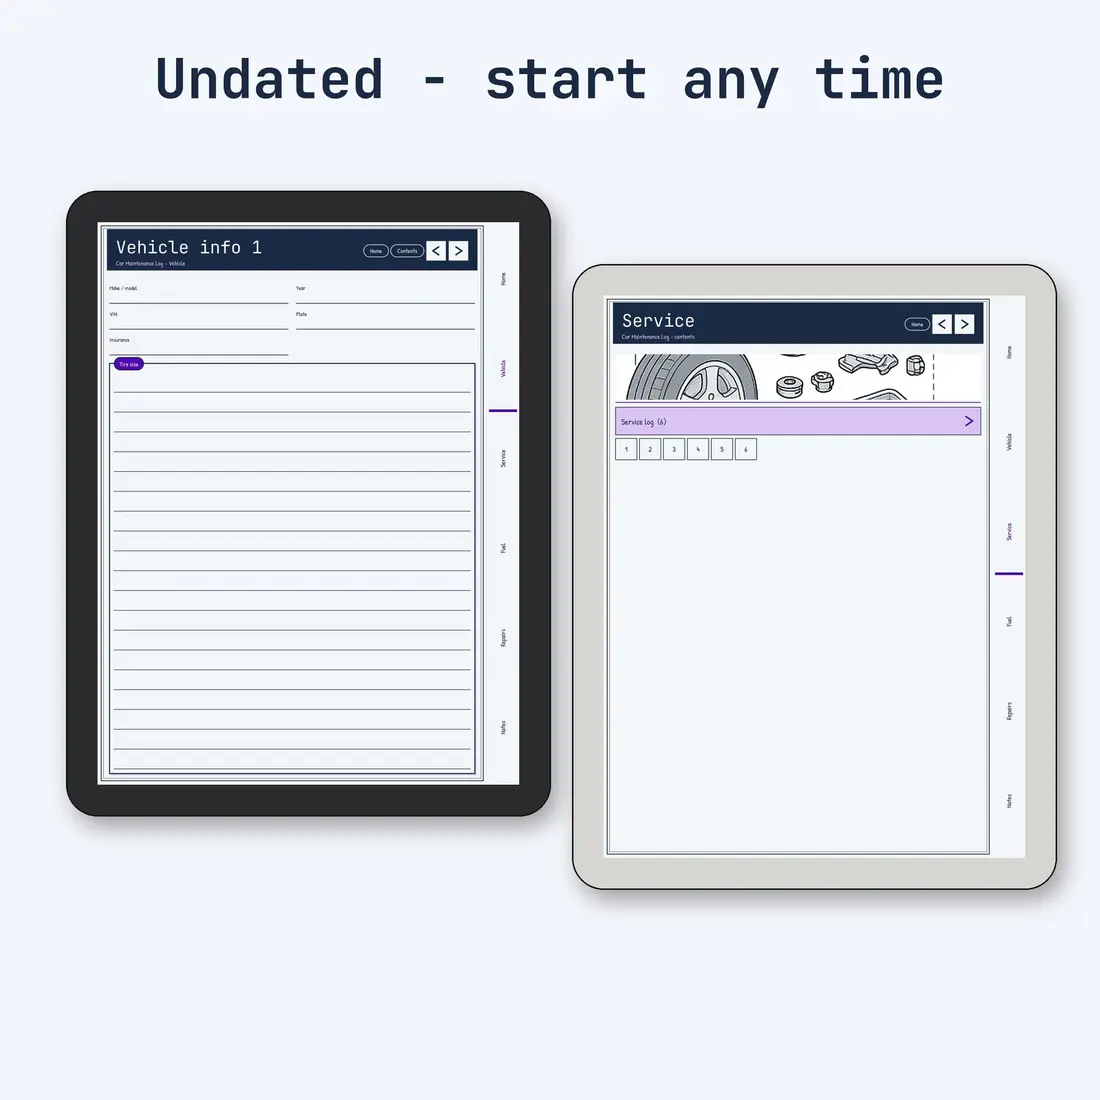 Undated - start any time
Vehicle info 1
Car Maintenance Log - Vehicle
Home
Contents
<
>
Make / model
Year
VIN
Plate
Insurance
Tire size
Home
Vehicle
Service
Fuel
Repairs
Notes
Service
Car Maintenance Log - contents
Home
<
>
Service log (6)
>
1 2 3 4 5 6
Home
Vehicle
Service
Fuel
Repairs
Notes